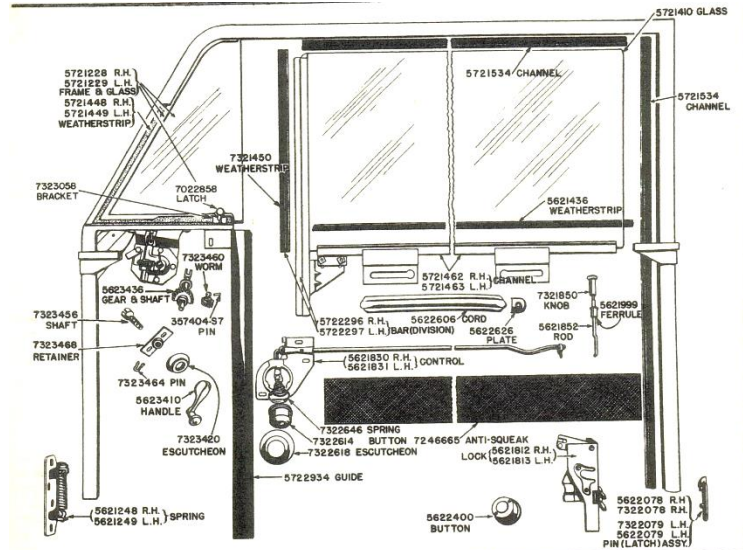 5721410 GLASS
5721228 R.H.
5721229 L.H.
FRAME & GLASS
5721448 R.H.
5721449 L.H.
WEATHERSTRIP
5721534 CHANNEL
5721534
CHANNEL
7321450
WEATHERSTRIP
7323058
BRACKET
7022858
LATCH
5621436
WEATHERSTRIP
7323460
WORM
5623436
GEAR & SHAFT
357404-S7
PIN
5721462 R.H.
5721463 L.H.
CHANNEL
7321850
KNOB
5621999
FERRULE
7323456
SHAFT
7323468
RETAINER
5722296 R.H.
5722297 L.H.
BAR (DIVISION)
5622606 CORD
5622626
PLATE
5621852
ROD
7323464 PIN
5621830 R.H.
5621831 L.H.
CONTROL
5623410
HANDLE
7323420
ESCUTCHEON
7322646 SPRING
7322614 BUTTON
7246665 ANTI-SQUEAK
7322618 ESCUTCHEON
LOCK
5621812 R.H.
5621813 L.H.
5722934 GUIDE
5621248 R.H.
5621249 L.H.
SPRING
5622400
BUTTON
5622078 R.H
7322078 R.H.
7322079 L.H.
5622079 L.H.
PIN (LATCH) ASSY.